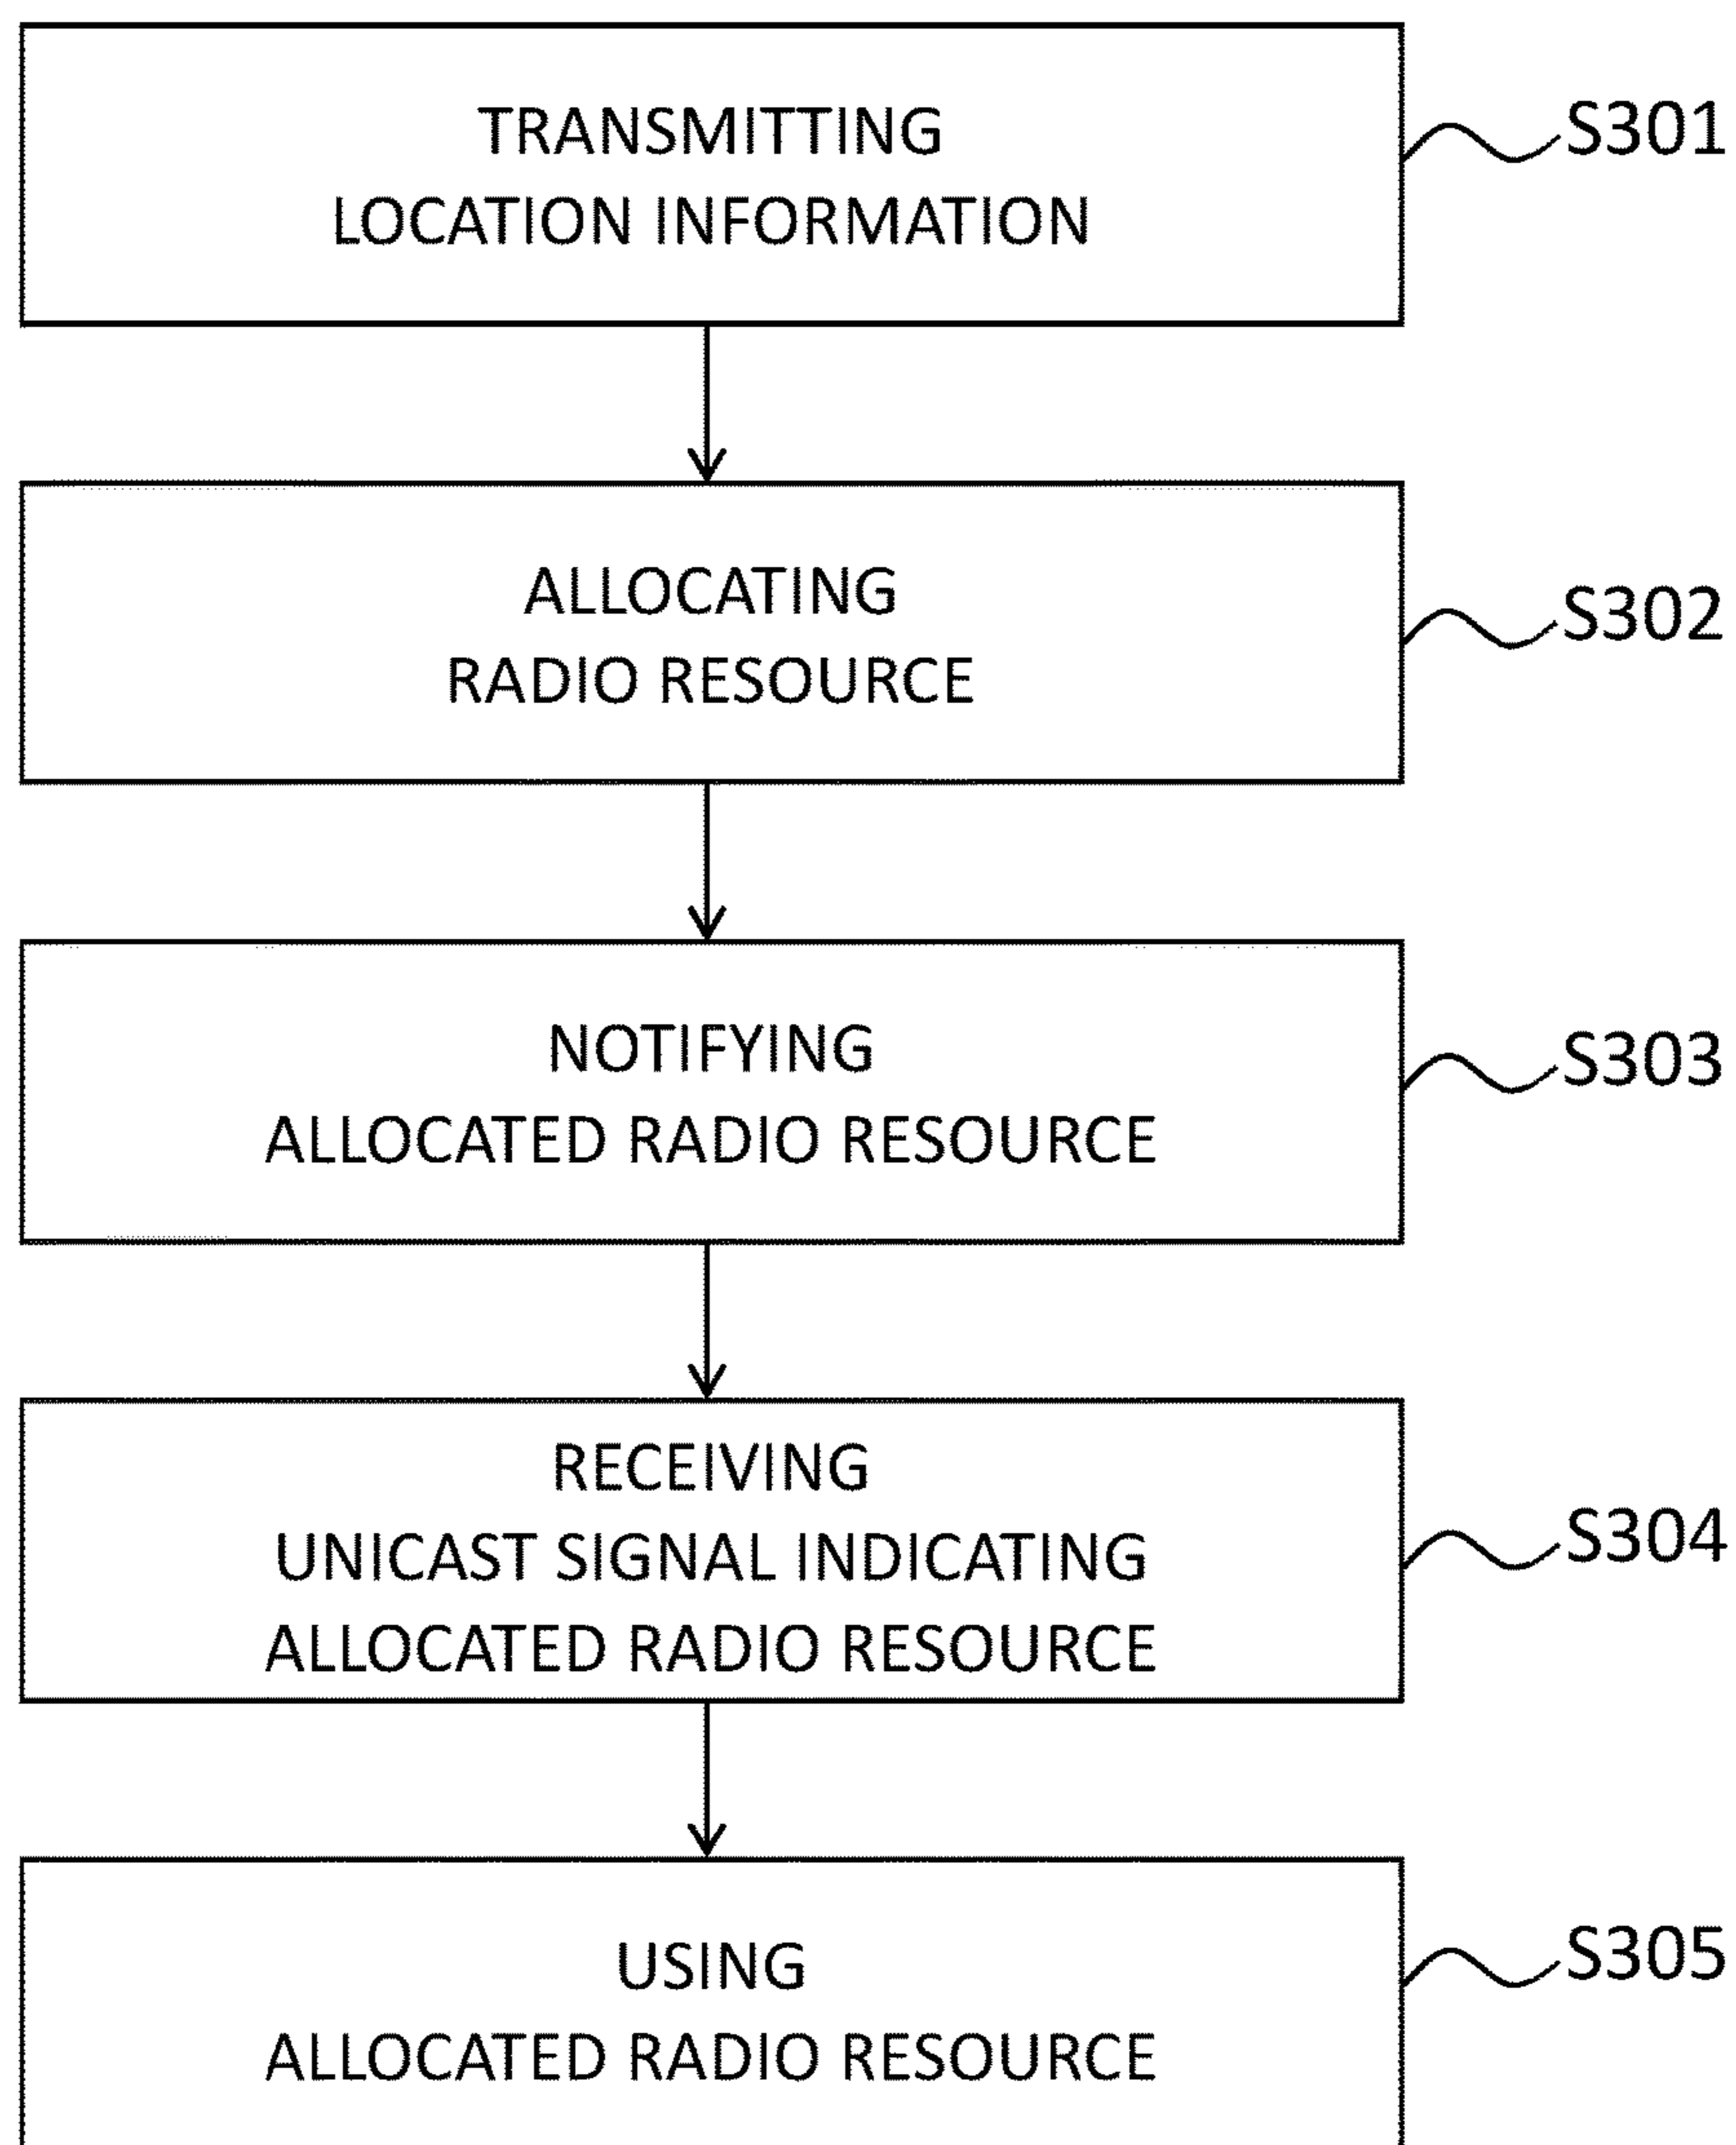 TRANSMITTING
LOCATION INFORMATION
S301
ALLOCATING
RADIO RESOURCE
S302
NOTIFYING
ALLOCATED RADIO RESOURCE
S303
RECEIVING
UNICAST SIGNAL INDICATING
ALLOCATED RADIO RESOURCE
S304
USING
ALLOCATED RADIO RESOURCE
S305